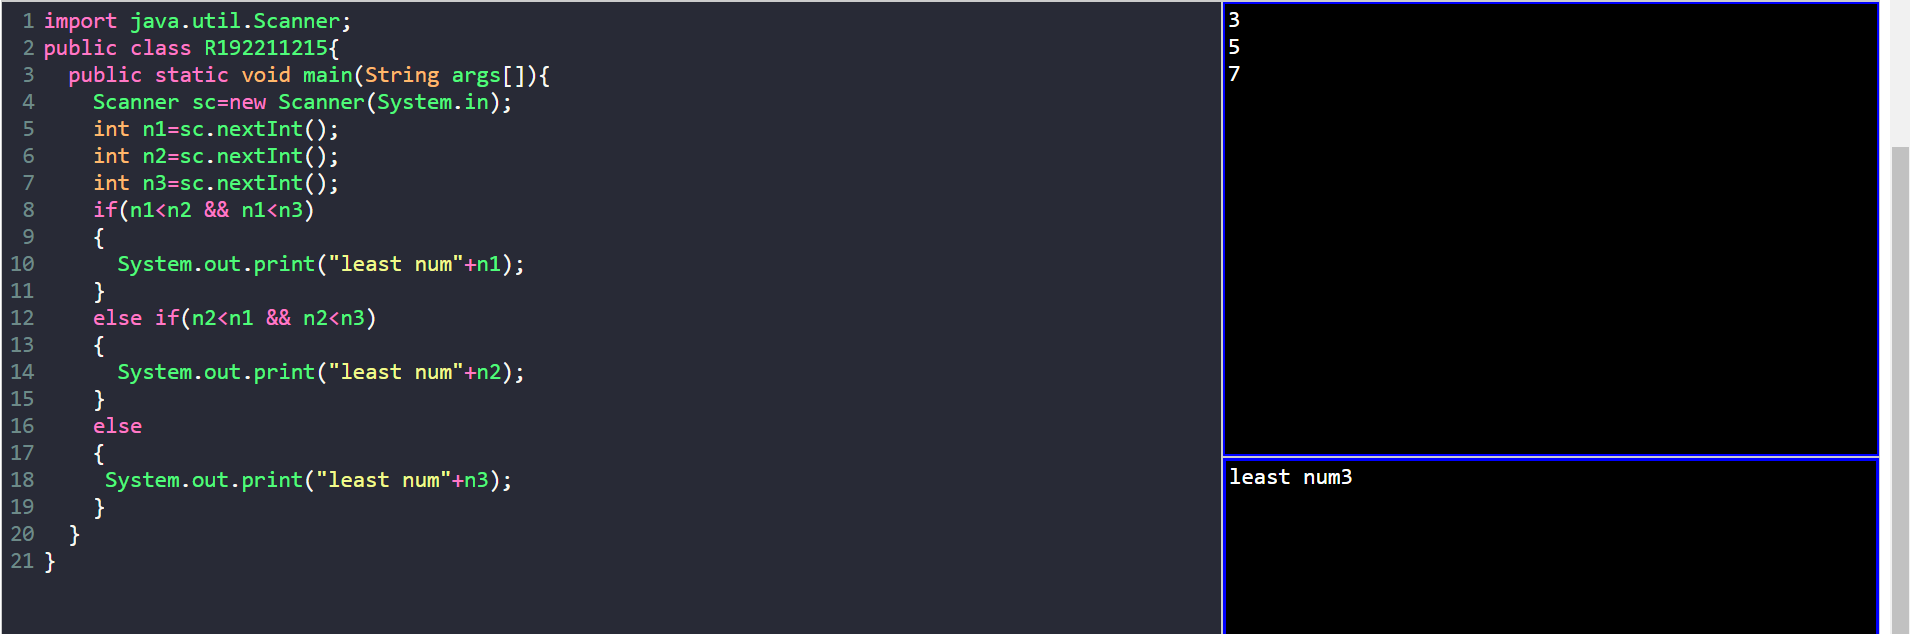 1 import java.util.Scanner;
2 public class R192211215{
3   public static void main(String args[]){
4     Scanner sc=new Scanner(System.in);
5     int n1=sc.nextInt();
6     int n2=sc.nextInt();
7     int n3=sc.nextInt();
8     if(n1<n2 && n1<n3)
9     {
10       System.out.print("least num"+n1);
11     }
12     else if(n2<n1 && n2<n3)
13     {
14       System.out.print("least num"+n2);
15     }
16     else
17     {
18      System.out.print("least num"+n3);
19     }
20   }
21 }
3
5
7
least num3